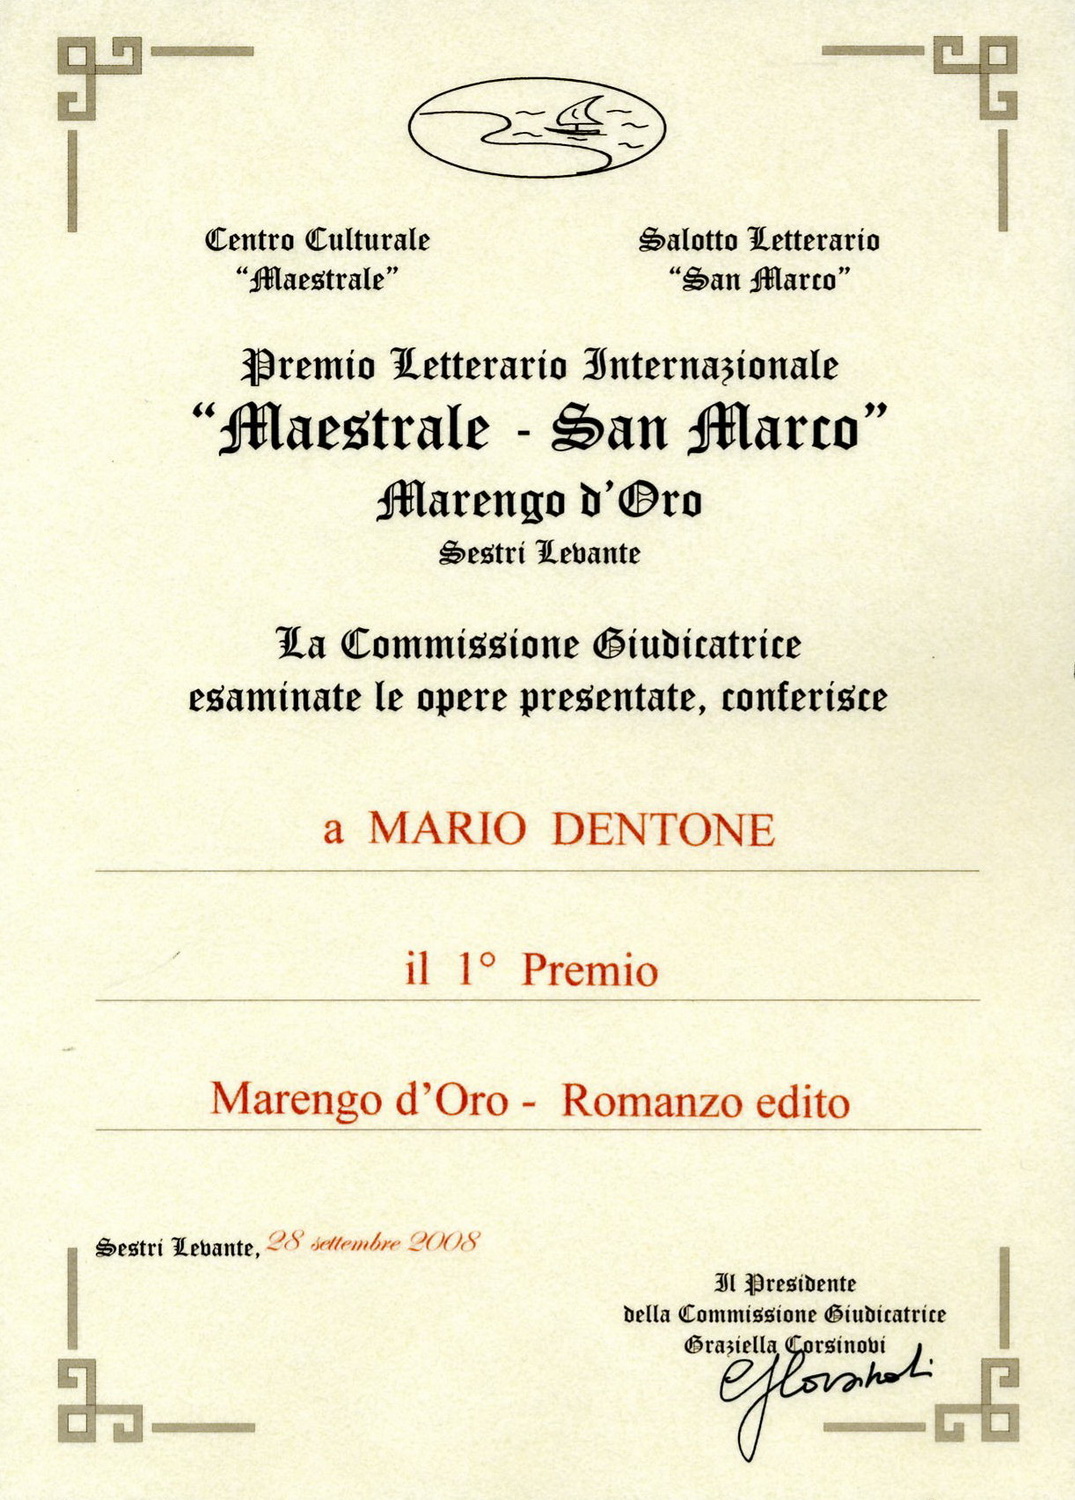 Centro Culturale
“Maestrale”
Salotto Letterario
“San Marco”
Premio Letterario Internazionale
“Maestrale - San Marco”
Marengo d’Oro
Sestri Levante
La Commissione Giudicatrice
esaminate le opere presentate, conferisce
a MARIO DENTONE
il 1° Premio
Marengo d’Oro - Romanzo edito
Sestri Levante, 28 settembre 2008
Il Presidente
della Commissione Giudicatrice
Graziella Corsinovi
GCorsinovi